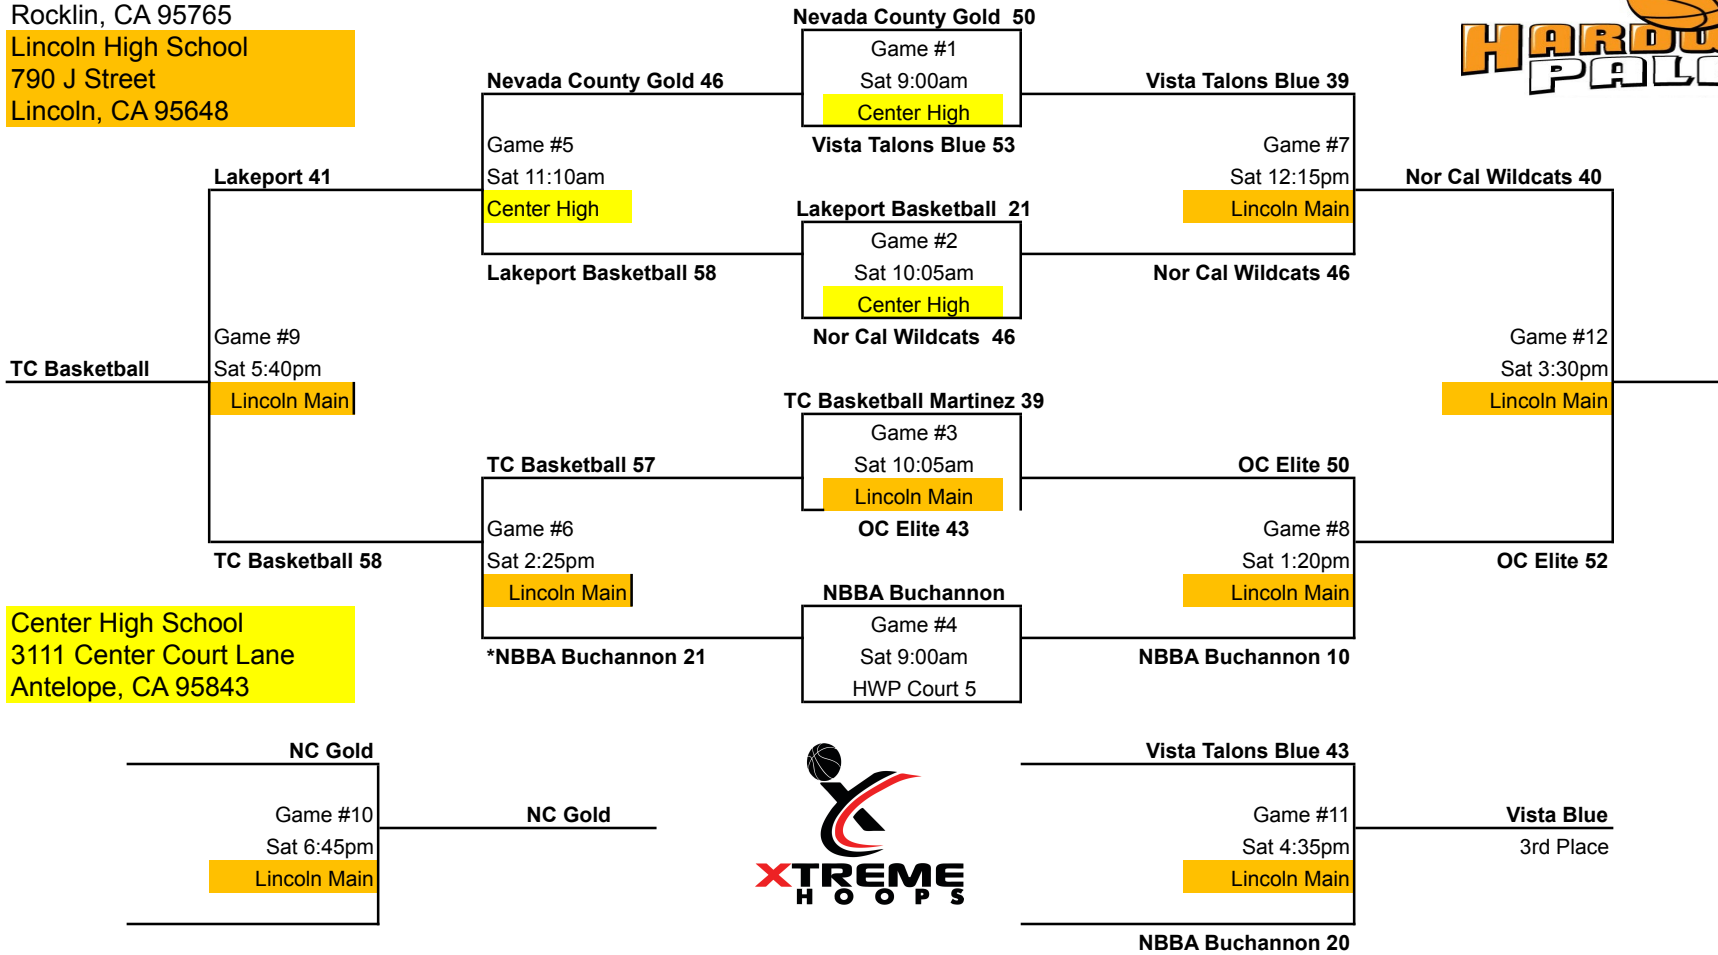 Rocklin, CA 95765
Lincoln High School
790 J Street
Lincoln, CA 95648
Nevada County Gold 50
Game #1
Sat 9:00am
Center High
Vista Talons Blue 53
Nevada County Gold 46
Game #5
Sat 11:10am
Center High
Lakeport Basketball 58
Vista Talons Blue 39
Game #7
Sat 12:15pm
Lincoln Main
Nor Cal Wildcats 46
Lakeport Basketball 21
Game #2
Sat 10:05am
Center High
Nor Cal Wildcats 46
Lakeport 41
Game #9
Sat 5:40pm
Lincoln Main
TC Basketball 58
TC Basketball
Nor Cal Wildcats 40
Game #12
Sat 3:30pm
Lincoln Main
OC Elite 52
TC Basketball Martinez 39
Game #3
Sat 10:05am
Lincoln Main
OC Elite 43
TC Basketball 57
Game #6
Sat 2:25pm
Lincoln Main
*NBBA Buchannon 21
OC Elite 50
Game #8
Sat 1:20pm
Lincoln Main
NBBA Buchannon 10
NBBA Buchannon
Game #4
Sat 9:00am
HWP Court 5
Center High School
3111 Center Court Lane
Antelope, CA 95843
NC Gold
Game #10
Sat 6:45pm
Lincoln Main
NC Gold
XTREME
HOOPS
Vista Talons Blue 43
Game #11
Sat 4:35pm
Lincoln Main
NBBA Buchannon 20
Vista Blue
3rd Place